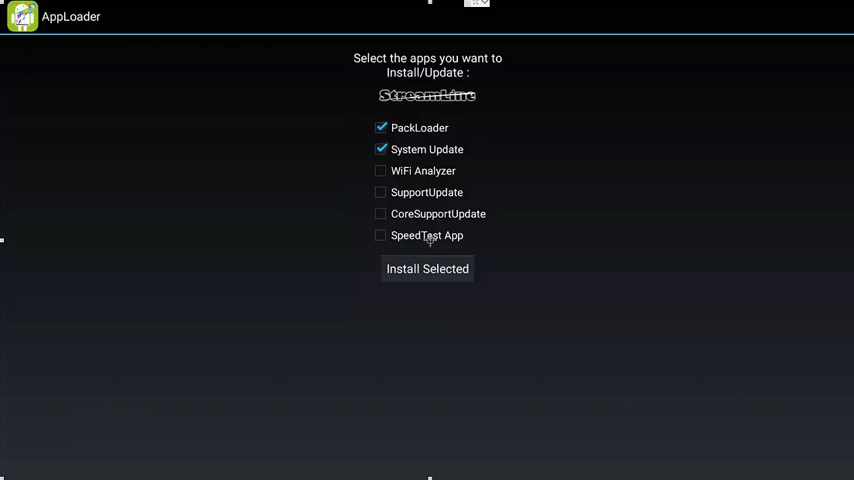 AppLoader
Select the apps you want to
Install/Update :
StreamLine
PackLoader
System Update
WiFi Analyzer
SupportUpdate
CoreSupportUpdate
SpeedTest App
Install Selected